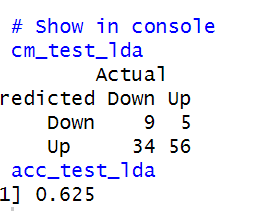 # Show in console
cm_test_lda
Actual
redicted Down Up
Down 9 5
Up 34 56
acc_test_lda
1] 0.625